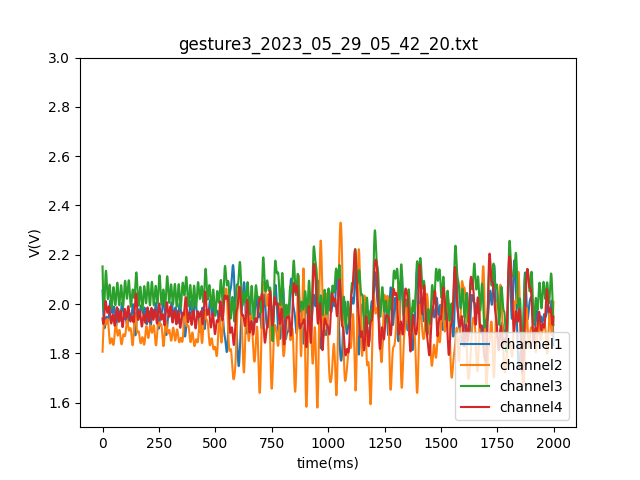 gesture3_2023_05_29_05_42_20.txt
3.0
2.8
2.6
2.4
2.2
2.0
1.8
1.6
V(V)
channel1
channel2
channel3
channel4
0 250 500 750 1000 1250 1500 1750 2000
time(ms)